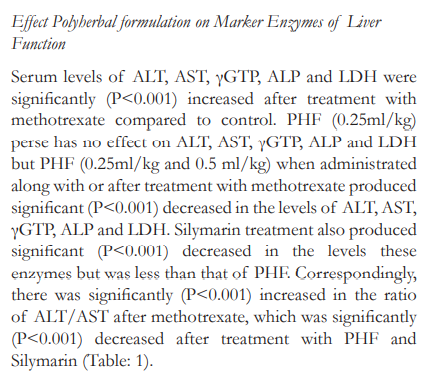 Effect Polyherbal formulation on Marker Enzymes of Liver
Function
Serum levels of ALT, AST, γGTP, ALP and LDH were
significantly (P<0.001) increased after treatment with
methotrexate compared to control. PHF (0.25ml/kg)
perse has no effect on ALT, AST, γGTP, ALP and LDH
but PHF (0.25ml/kg and 0.5 ml/kg) when administrated
along with or after treatment with methotrexate produced
significant (P<0.001) decreased in the levels of ALT, AST,
γGTP, ALP and LDH. Silymarin treatment also produced
significant (P<0.001) decreased in the levels these
enzymes but was less than that of PHF. Correspondingly,
there was significantly (P<0.001) increased in the ratio
of ALT/AST after methotrexate, which was significantly
(P<0.001) decreased after treatment with PHF and
Silymarin (Table: 1).